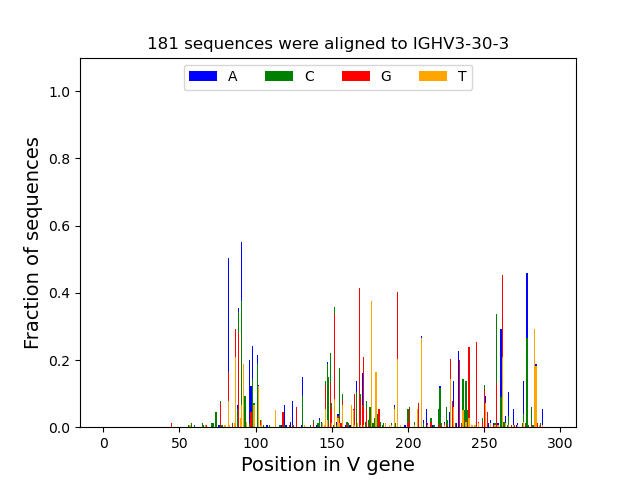 181 sequences were aligned to IGHV3-30-3
A C G T
1.0
0.8
0.6
0.4
0.2
0.0
Fraction of sequences
0 50 100 150 200 250 300
Position in V gene